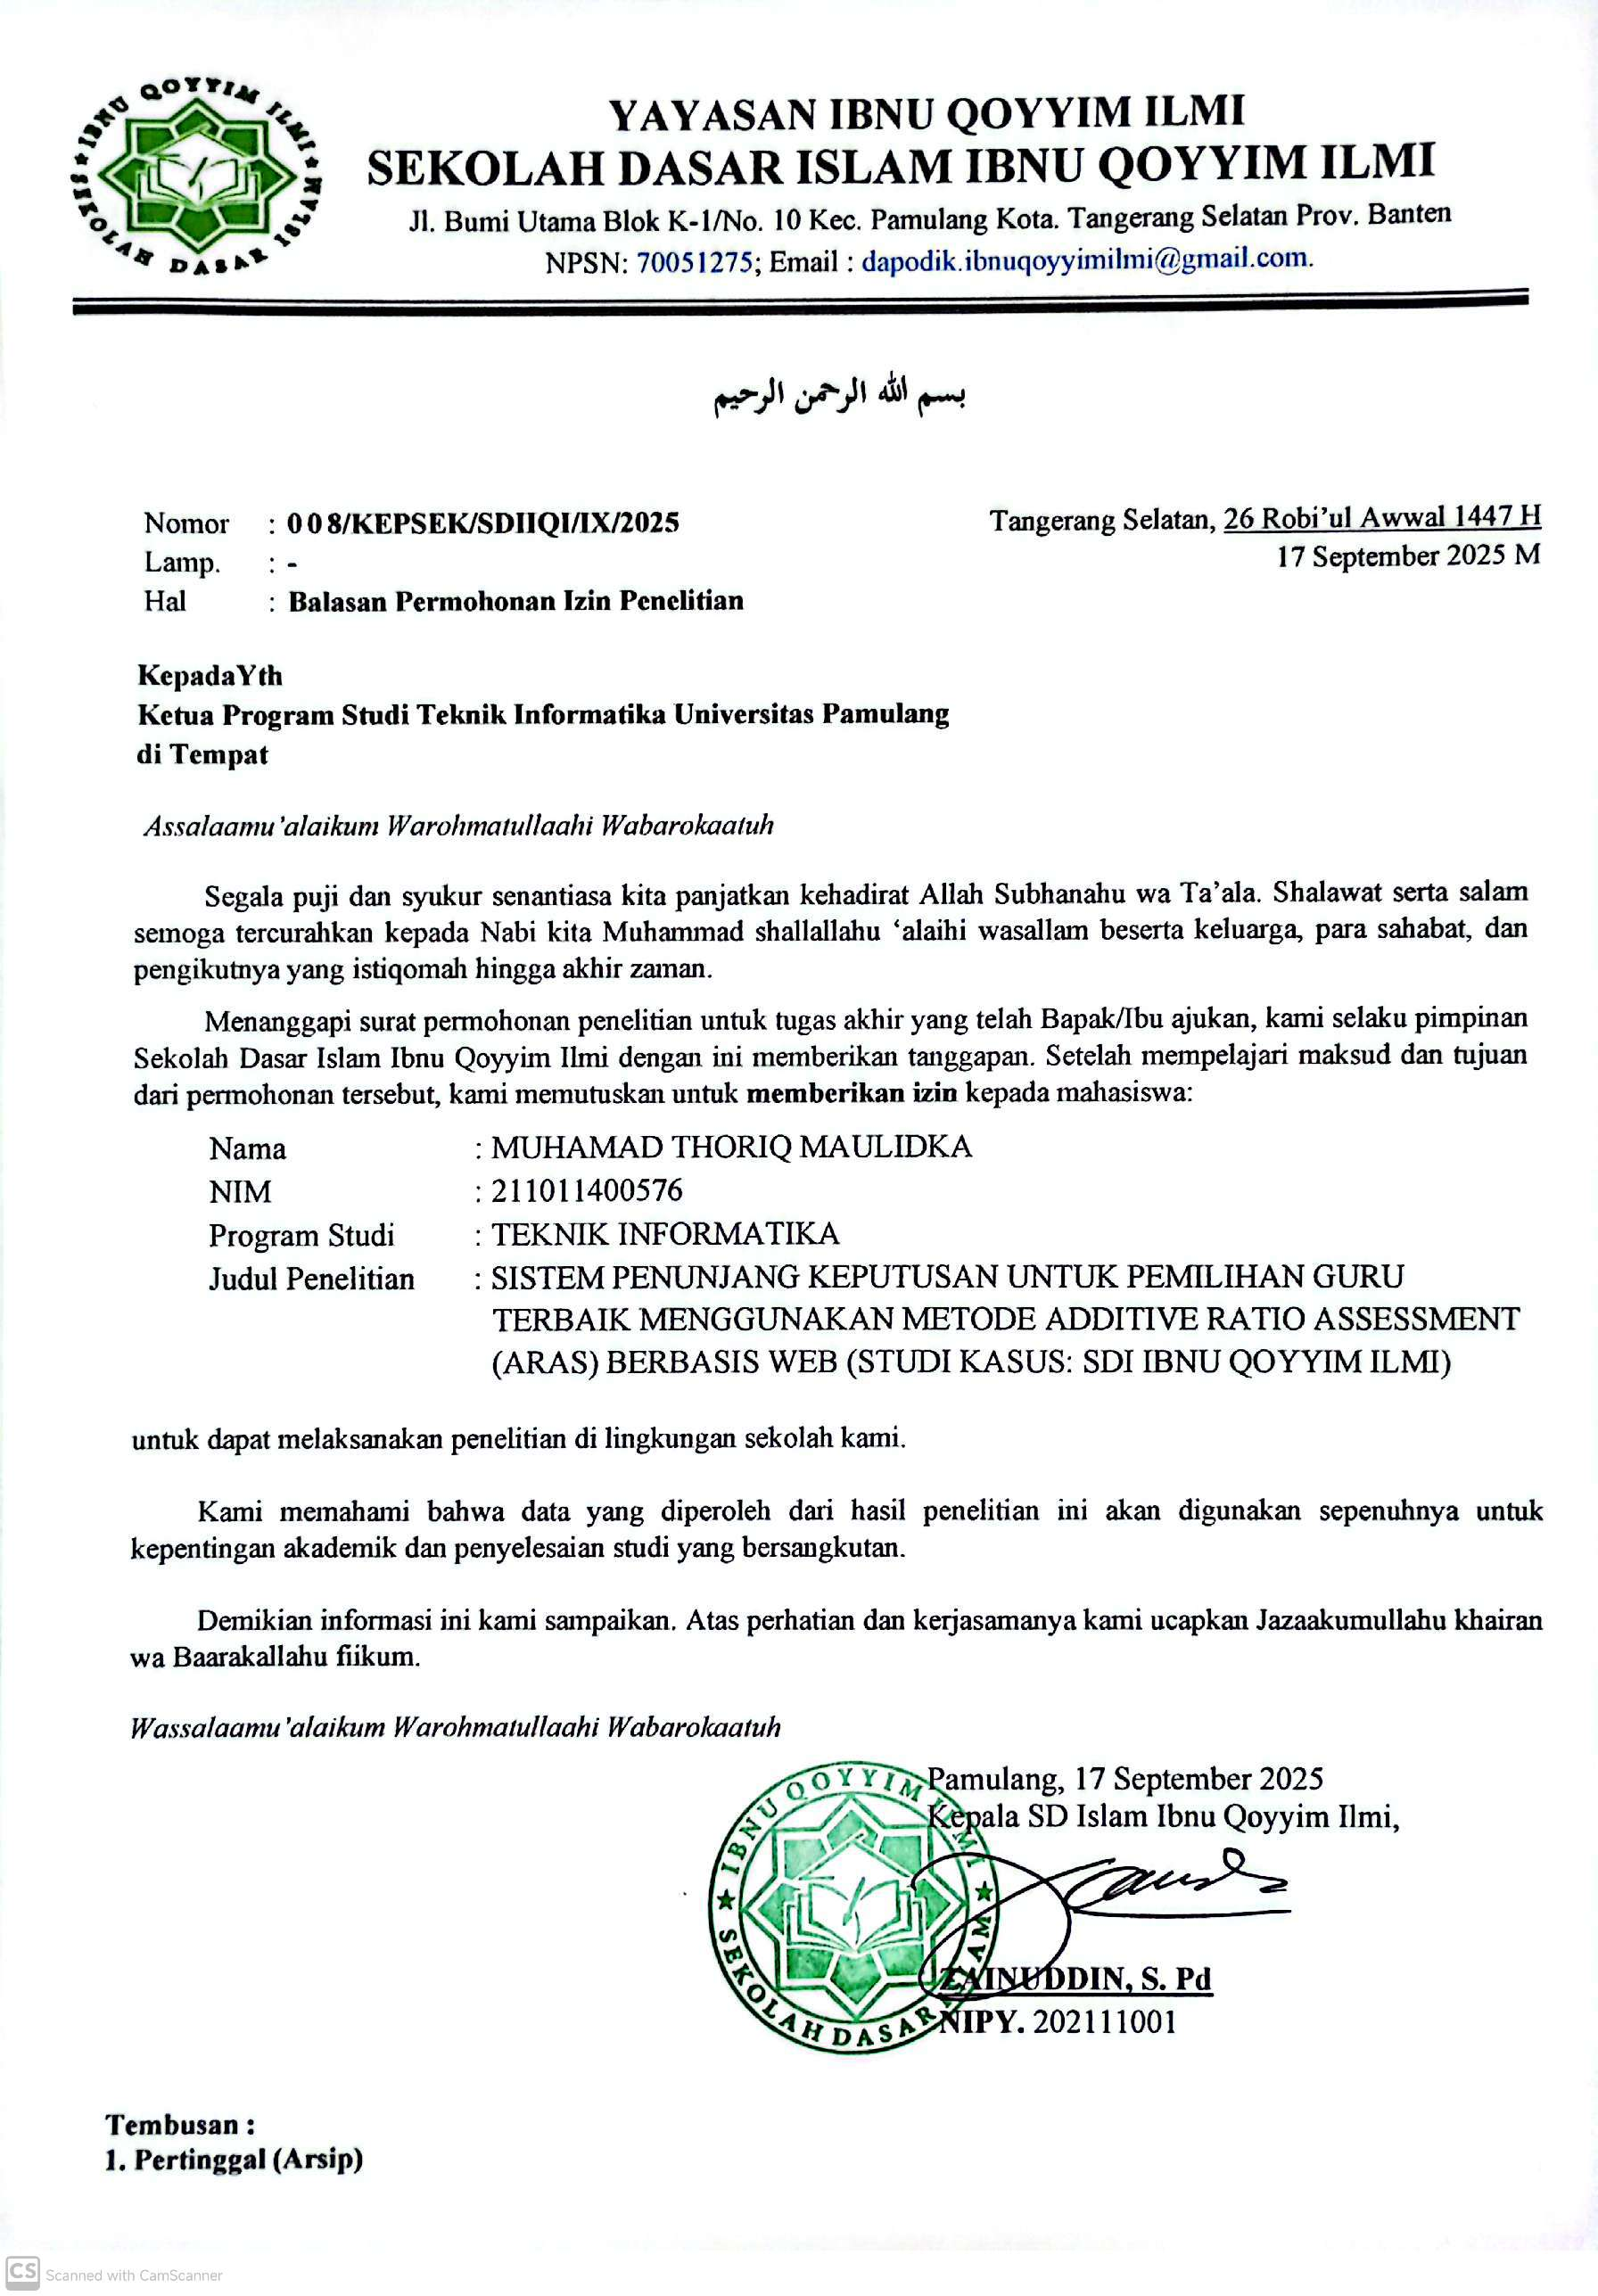 IBNU QOYYIM ILMI
SEKOLAH DASAR ISLAM
YAYASAN IBNU QOYYIM ILMI
SEKOLAH DASAR ISLAM IBNU QOYYIM ILMI
Jl. Bumi Utama Blok K-1/No. 10 Kec. Pamulang Kota. Tangerang Selatan Prov. Banten
NPSN: 70051275; Email : dapodik.ibnuqoyyimilmi@gmail.com.
بسم الله الرحمن الرحيم
Nomor : 008/KEPSEK/SDIIQI/IX/2025
Tangerang Selatan, 26 Robi’ul Awwal 1447 H
Lamp. : -
17 September 2025 M
Hal : Balasan Permohonan Izin Penelitian
KepadaYth
Ketua Program Studi Teknik Informatika Universitas Pamulang
di Tempat
Assalaamu’alaikum Warohmatullaahi Wabarokaatuh
Segala puji dan syukur senantiasa kita panjatkan kehadirat Allah Subhanahu wa Ta’ala. Shalawat serta salam
semoga tercurahkan kepada Nabi kita Muhammad shallallahu ‘alaihi wasallam beserta keluarga, para sahabat, dan
pengikutnya yang istiqomah hingga akhir zaman.
Menanggapi surat permohonan penelitian untuk tugas akhir yang telah Bapak/Ibu ajukan, kami selaku pimpinan
Sekolah Dasar Islam Ibnu Qoyyim Ilmi dengan ini memberikan tanggapan. Setelah mempelajari maksud dan tujuan
dari permohonan tersebut, kami memutuskan untuk memberikan izin kepada mahasiswa:
Nama : MUHAMAD THORIQ MAULIDKA
NIM : 211011400576
Program Studi : TEKNIK INFORMATIKA
Judul Penelitian : SISTEM PENUNJANG KEPUTUSAN UNTUK PEMILIHAN GURU
TERBAIK MENGGUNAKAN METODE ADDITIVE RATIO ASSESSMENT
(ARAS) BERBASIS WEB (STUDI KASUS: SDI IBNU QOYYIM ILMI)
untuk dapat melaksanakan penelitian di lingkungan sekolah kami.
Kami memahami bahwa data yang diperoleh dari hasil penelitian ini akan digunakan sepenuhnya untuk
kepentingan akademik dan penyelesaian studi yang bersangkutan.
Demikian informasi ini kami sampaikan. Atas perhatian dan kerjasamanya kami ucapkan Jazaakumullahu khairan
wa Baarakallahu fiikum.
Wassalaamu’alaikum Warohmatullaahi Wabarokaatuh
Pamulang, 17 September 2025
Kepala SD Islam Ibnu Qoyyim Ilmi,
IBNU QOYYIM ILMI
SEKOLAH DASAR ISLAM
ZAINUDDIN, S. Pd
NIPY. 202111001
Tembusan :
1. Pertinggal (Arsip)
CS Scanned with CamScanner